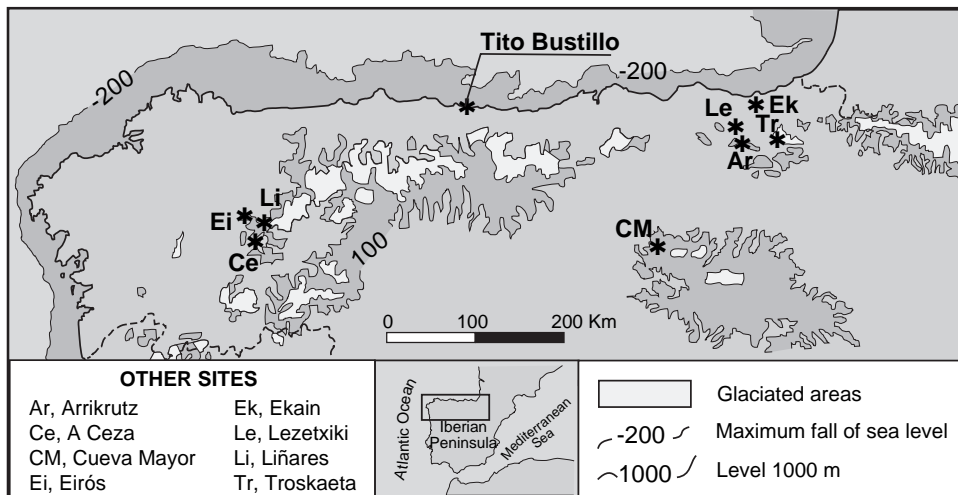 Tito Bustillo
-200
-200
Le
Ek
Tr
Ar
Li
Ei
Ce
CM
100
0 100 200 Km
OTHER SITES
Ar, Arrikrutz
Ce, A Ceza
CM, Cueva Mayor
Ei, Eirós
Ek, Ekain
Le, Lezetxiki
Li, Liñares
Tr, Troskaeta
Atlantic Ocean
Iberian
Peninsula
Mediterranean
Sea
Glaciated areas
-200 Maximum fall of sea level
1000 Level 1000 m